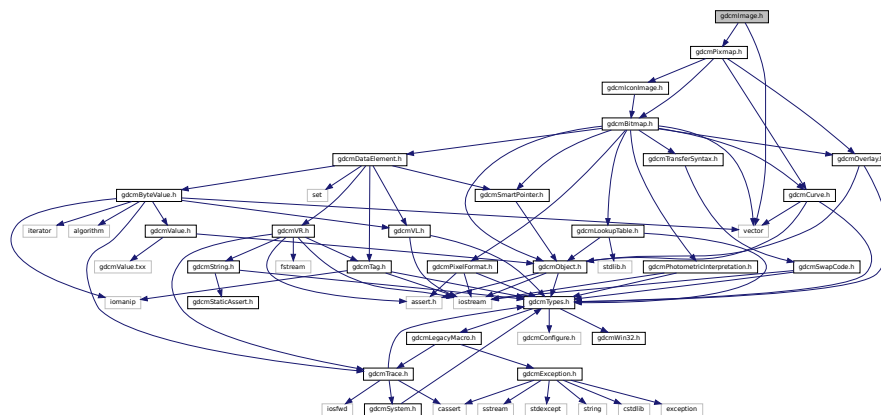 gdcmImage.h
gdcmPixmap.h
gdcmIconImage.h
gdcmBitmap.h
gdcmDataElement.h
gdcmTransferSyntax.h
gdcmOverlay.h
gdcmByteValue.h
set
gdcmSmartPointer.h
gdcmCurve.h
iterator
algorithm
gdcmValue.h
gdcmVR.h
gdcmVL.h
gdcmLookupTable.h
vector
gdcmValue.txx
gdcmString.h
fstream
gdcmTag.h
gdcmPixelFormat.h
gdcmObject.h
stdlib.h
gdcmPhotometricInterpretation.h
gdcmSwapCode.h
iomanip
gdcmStaticAssert.h
assert.h
iostream
gdcmTypes.h
gdcmLegacyMacro.h
gdcmConfigure.h
gdcmWin32.h
gdcmTrace.h
gdcmException.h
iosfwd
gdcmSystem.h
cassert
sstream
stdexcept
string
cstdlib
exception